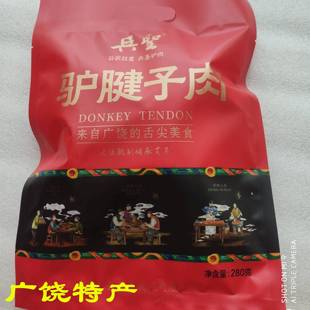 兵聖
驴腱子肉
DONKEY TENDON
来自广饶的舌尖美食
净含量：280克
广饶特产
SHOT ON MI 9
AI TRIPLE CAMERA